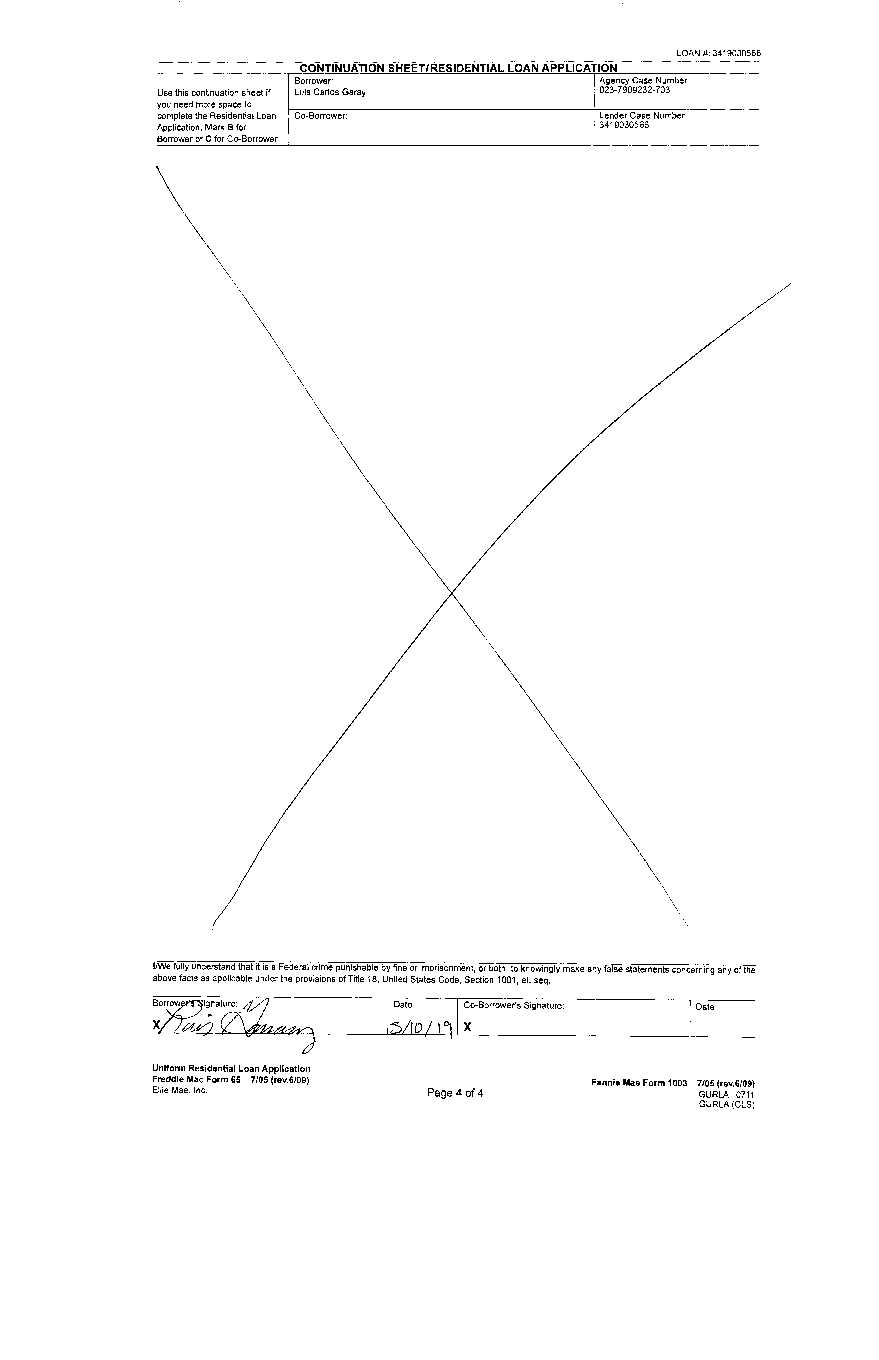 LOAN #: 3419030566
CONTINUATION SHEET/RESIDENTIAL LOAN APPLICATION
Use this continuation sheet if
you need more space to
complete the Residential Loan
Application. Mark B for
Borrower or C for Co-Borrower
Borrower:
Luis Carlos Garay
Agency Case Number
023-7909232-703
Co-Borrower:
Lender Case Number
3419030566
I/We fully understand that it is a Federal crime punishable by fine or imprisonment, or both, to knowingly make any false statements concerning any of the
above facts as applicable under the provisions of Title 18, United States Code, Section 1001, et. seq.
Borrower's Signature:
Date
Co-Borrower's Signature:
Date
X
5/10/19
X
Uniform Residential Loan Application
Freddie Mac Form 65 7/05 (rev.6/09)
Ellie Mae, Inc.
Page 4 of 4
Fannie Mae Form 1003 7/05 (rev.6/09)
GURLA 0711
GURLA (CLS)